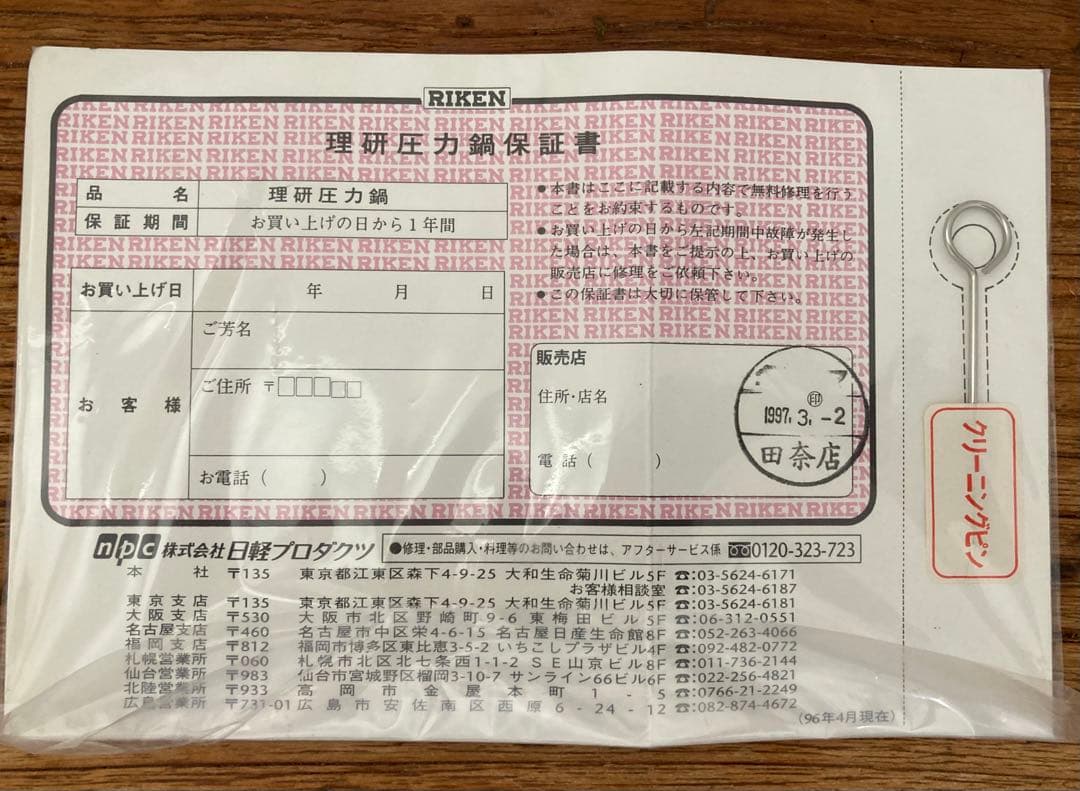 RIKEN
理研圧力鍋保証書
品名 理研圧力鍋
保証期間 お買い上げの日から1年間
●本書はここに記載する内容で無料修理を行う
ことをお約束するものです。
●お買い上げの日から左記期間中故障が発生し
た場合は、本書をご提示の上、お買い上げの
販売店に修理をご依頼下さい。
●この保証書は大切に保管して下さい。
お買い上げ日 年 月 日
お客様
ご芳名
ご住所 〒
お電話( )
販売店
住所・店名
電話( )
印
1997. 3. -2
田奈店
クリーニングピン
npc 株式会社日軽プロダクツ ●修理・部品購入・料理等のお問い合わせは、アフターサービス係 0120-323-723
本社 〒135 東京都江東区森下4-9-25 大和生命菊川ビル5F ☎:03-5624-6171
お客様相談室 ☎:03-5624-6187
東京支店 〒135 東京都江東区森下4-9-25 大和生命菊川ビル5F ☎:03-5624-6181
大阪支店 〒530 大阪市北区野崎町9-6 東梅田ビル5F ☎:06-312-0551
名古屋支店 〒460 名古屋市中区栄4-6-15 名古屋日産生命館8F ☎:052-263-4066
福岡支店 〒812 福岡市博多区東比恵3-5-2 いちごしプラザビル4F ☎:092-482-0772
札幌営業所 〒060 札幌市北区北七条西1-1-2 SE山京ビル8F ☎:011-736-2144
仙台営業所 〒983 仙台市宮城野区榴岡3-10-7 サンライン66ビル6F ☎:022-256-4821
北陸営業所 〒933 高岡市金屋本町1-5 ☎:0766-21-2249
広島営業所 〒731-01 広島市安佐南区西原6-24-12 ☎:082-874-4672
(96年4月現在)